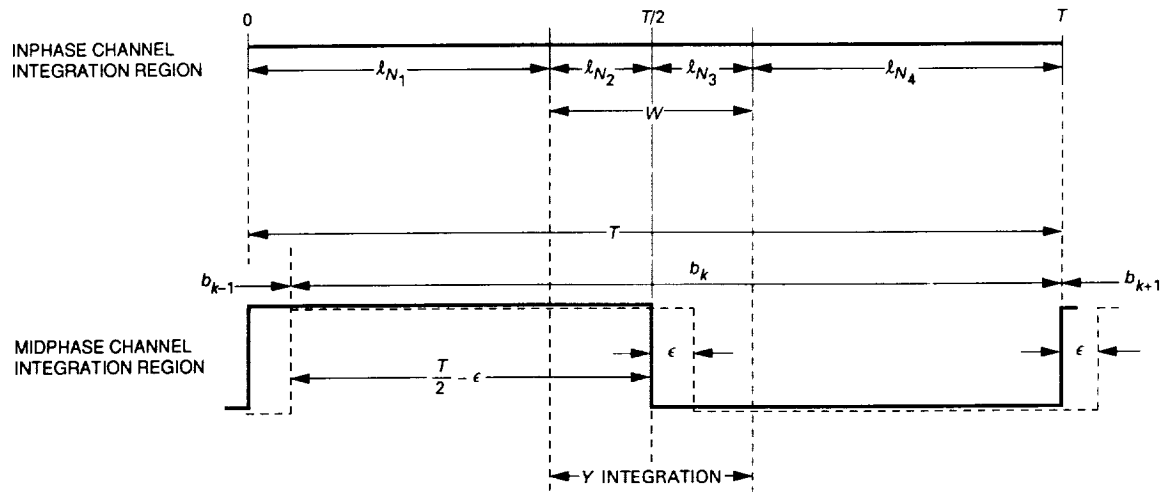 0 T/2 T
INPHASE CHANNEL
INTEGRATION REGION
ℓN1 ℓN2 ℓN3 ℓN4
W
T
bk−1 bk bk+1
MIDPHASE CHANNEL
INTEGRATION REGION
ϵ ϵ
T/2 − ϵ
Y INTEGRATION